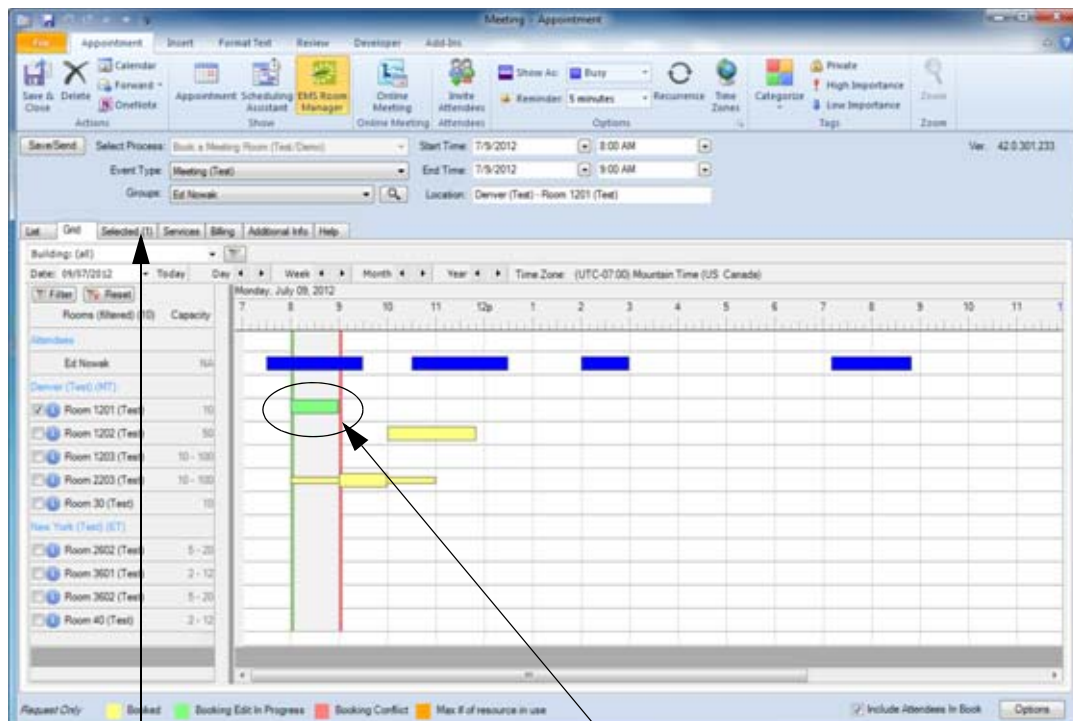 Meeting - Appointment
File Appointment Insert Format Text Review Developer Add-Ins
Save & Close
Delete
Calendar
Forward
OneNote
Actions
Appointment
Scheduling Assistant
EMS Room Manager
Show
Online Meeting
Online Meeting
Invite Attendees
Attendees
Show As: Busy
Reminder: 5 minutes
Recurrence
Time Zones
Options
Categorize
Private
High Importance
Low Importance
Tags
Zoom
Zoom
Save/Send Select Process: Book a Meeting Room (Test/Demo) Start Time: 7/9/2012 8:00 AM Ver: 42.0.301.233
Event Type: Meeting (Test) End Time: 7/9/2012 9:00 AM
Groups: Ed Nowak Location: Denver (Test) - Room 1201 (Test)
List Grid Selected (1) Services Billing Additional Info Help
Building: (all)
Date: 09/07/2012 Today Day Week Month Year Time Zone: (UTC-07:00) Mountain Time (US Canada)
Filter Reset Monday, July 09, 2012
Rooms (filtered) (10) Capacity 7 8 9 10 11 12p 1 2 3 4 5 6 7 8 9 10 11
Attendees
Ed Nowak NA
Denver (Test) (MT)
Room 1201 (Test) 10
Room 1202 (Test) 50
Room 1203 (Test) 10 - 100
Room 2203 (Test) 10 - 100
Room 30 (Test) 10
New York (Test) (ET)
Room 2602 (Test) 5 - 20
Room 3601 (Test) 2 - 12
Room 3602 (Test) 5 - 20
Room 40 (Test) 2 - 12
Request Only Booked Booking Edit In Progress Booking Conflict Max # of resource in use Include Attendees In Book Options